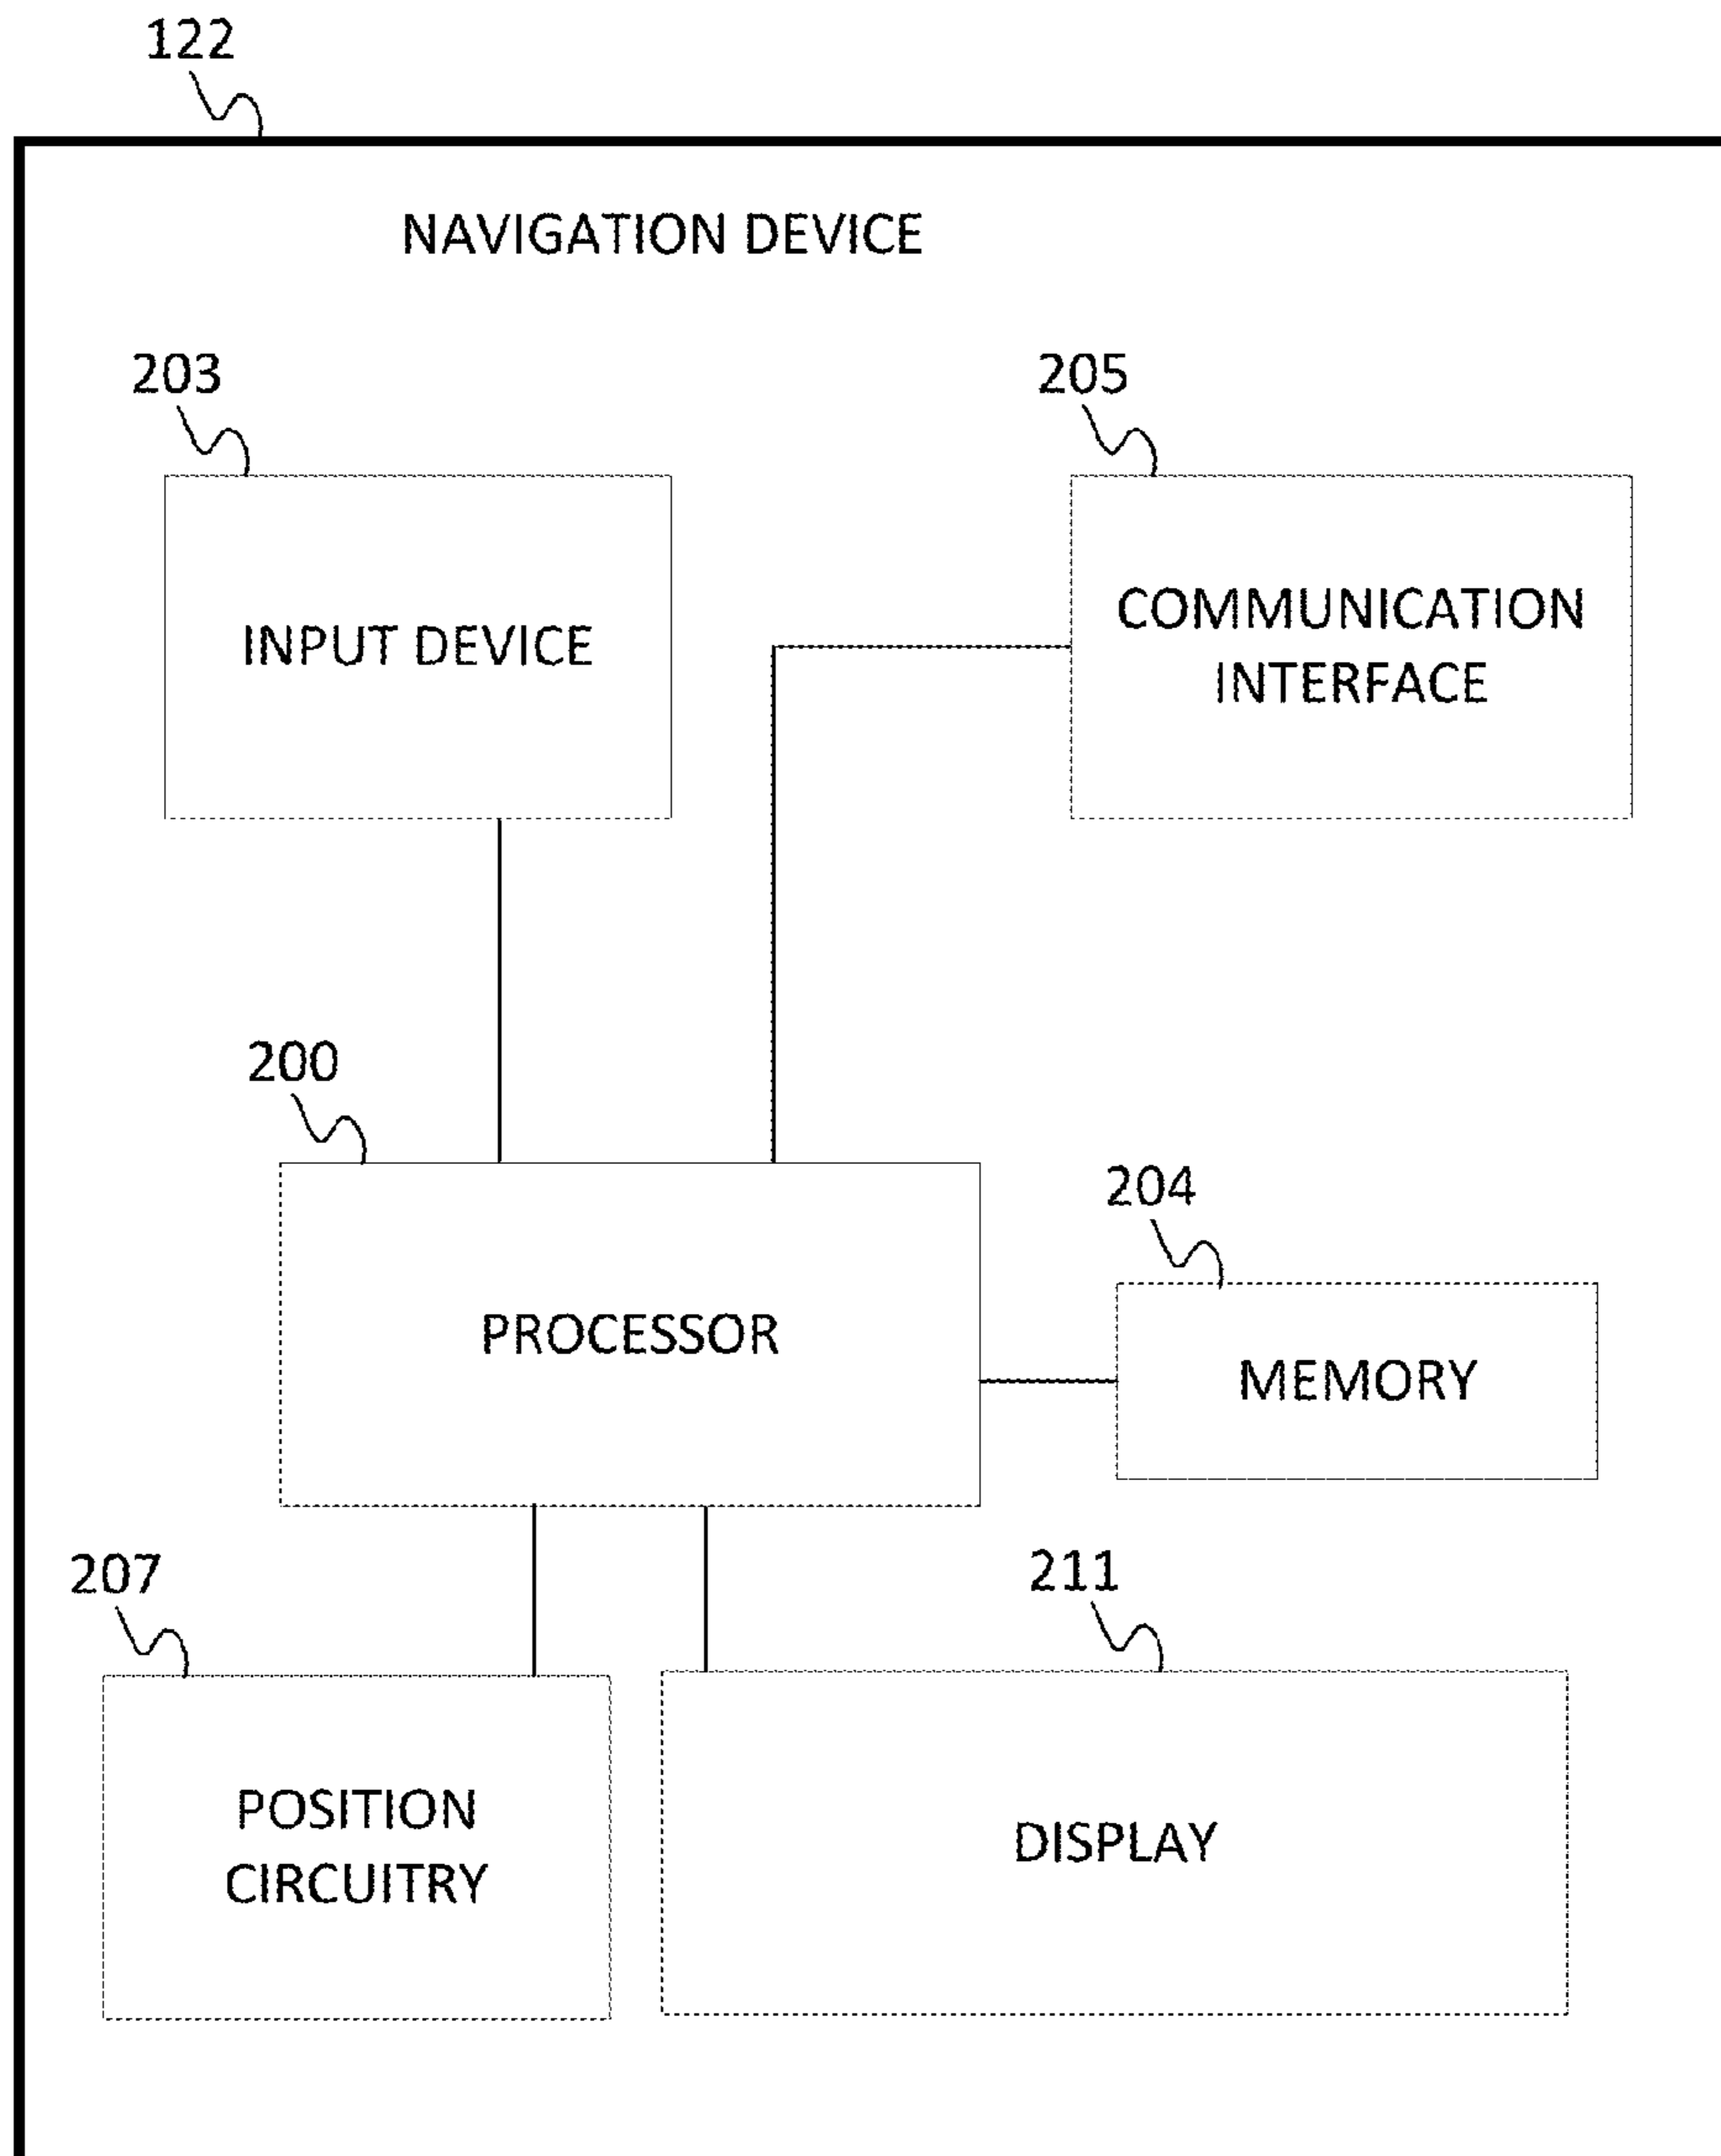 122
NAVIGATION DEVICE
203
205
INPUT DEVICE
COMMUNICATION
INTERFACE
200
204
PROCESSOR
MEMORY
207
211
POSITION
CIRCUITRY
DISPLAY